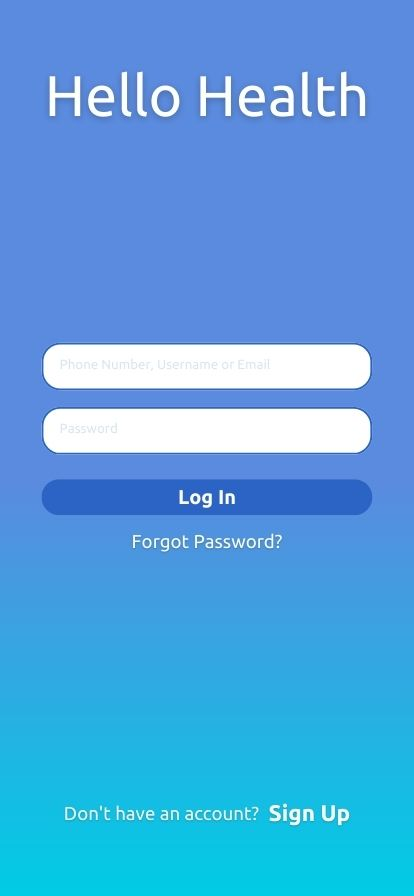 Hello Health
Phone Number, Username or Email
Password
Log In
Forgot Password?
Don't have an account? Sign Up